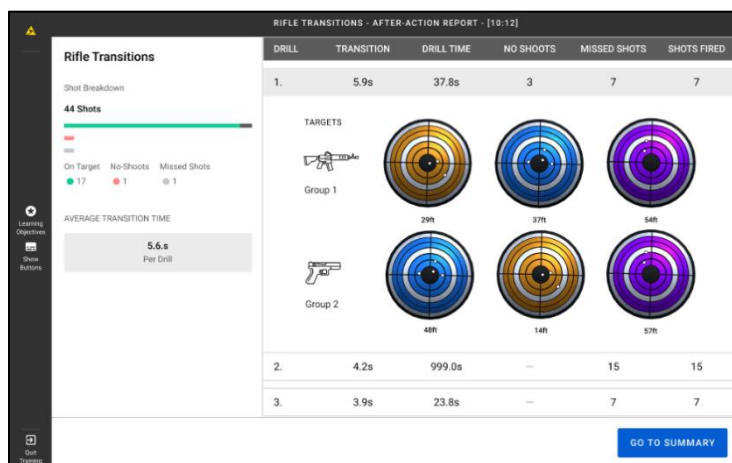 RIFLE TRANSITIONS - AFTER-ACTION REPORT - [10:12]
Rifle Transitions
Shot Breakdown
44 Shots
On Target No-Shoots Missed Shots
17 1 1
AVERAGE TRANSITION TIME
5.6.s
Per Drill
Learning
Objectives
Show
Buttons
Quit
Training
DRILL TRANSITION DRILL TIME NO SHOOTS MISSED SHOTS SHOTS FIRED
1. 5.9s 37.8s 3 7 7
TARGETS
Group 1
29ft 37ft 54ft
Group 2
48ft 14ft 57ft
2. 4.2s 999.0s — 15 15
3. 3.9s 23.8s — 7 7
GO TO SUMMARY